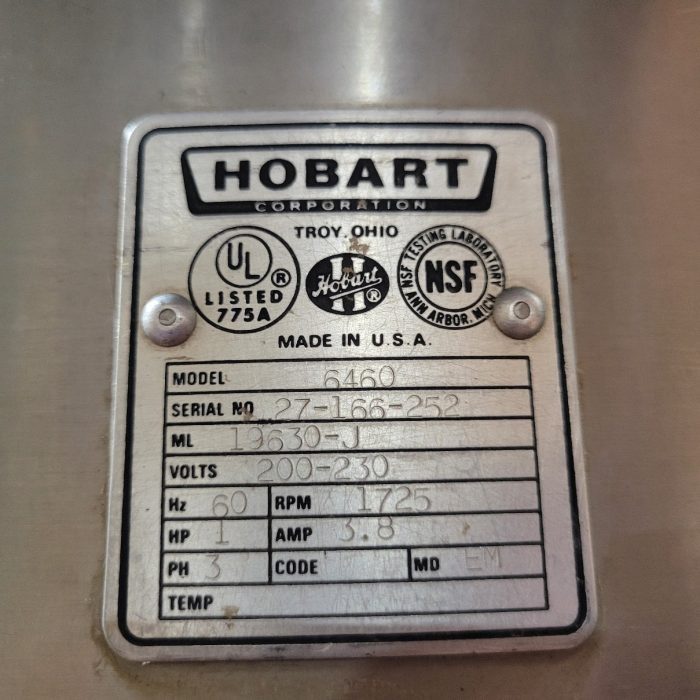 HOBART
CORPORATION
TROY, OHIO
UL ® LISTED 775A
H Hobart ®
NSF TESTING LABORATORY NSF ANN ARBOR, MICH
MADE IN U.S.A.
MODEL 6460
SERIAL NO 27-166-252
ML 19630-J
VOLTS 200-230
Hz 60 RPM 1725
HP 1 AMP 3.8
PH 3 CODE MD EM
TEMP